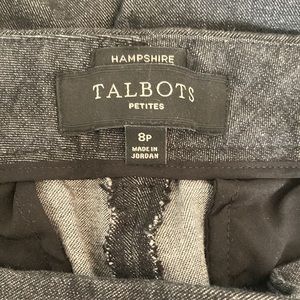 HAMPSHIRE
TALBOTS
PETITES
8P
MADE IN
JORDAN